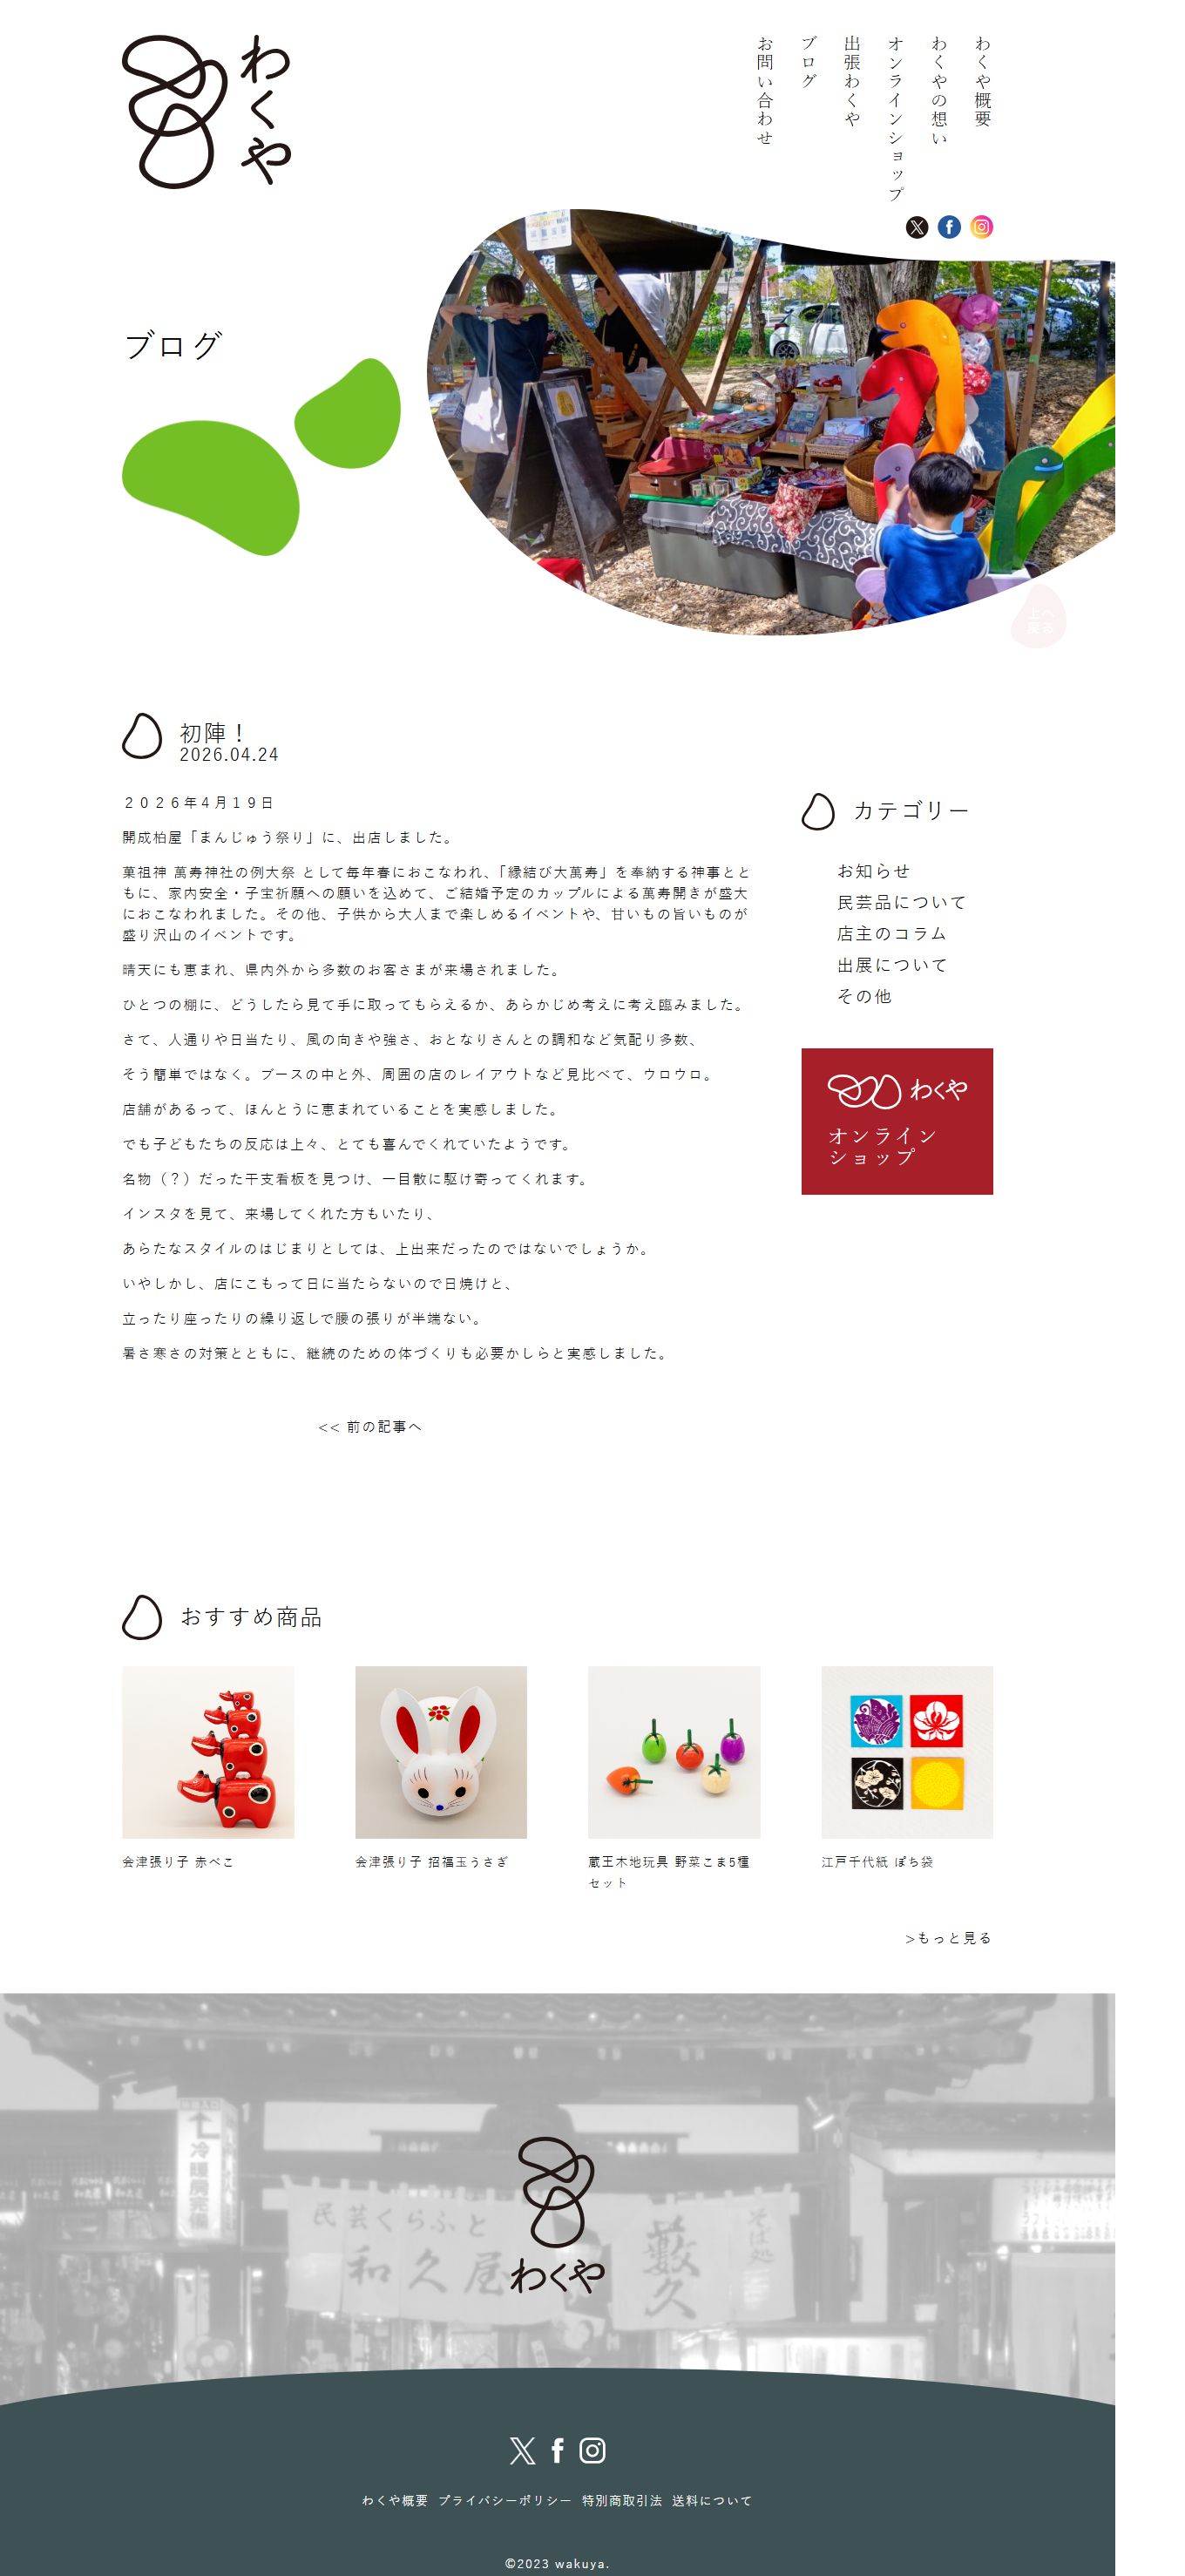 わくや
わくや概要
わくやの想い
オンラインショップ
出張わくや
ブログ
お問い合わせ
ブログ
上へ
戻る
初陣！
2026.04.24
２０２６年4月１９日
開成柏屋「まんじゅう祭り」に、出店しました。
菓祖神 萬寿神社の例大祭 として毎年春におこなわれ、「縁結び大萬寿」を奉納する神事とと
もに、家内安全・子宝祈願への願いを込めて、ご結婚予定のカップルによる萬寿開きが盛大
におこなわれました。その他、子供から大人まで楽しめるイベントや、甘いもの旨いものが
盛り沢山のイベントです。
晴天にも恵まれ、県内外から多数のお客さまが来場されました。
ひとつの棚に、どうしたら見て手に取ってもらえるか、あらかじめ考えに考え臨みました。
さて、人通りや日当たり、風の向きや強さ、おとなりさんとの調和など気配り多数、
そう簡単ではなく。ブースの中と外、周囲の店のレイアウトなど見比べて、ウロウロ。
店舗があるって、ほんとうに恵まれていることを実感しました。
でも子どもたちの反応は上々、とても喜んでくれていたようです。
名物（？）だった干支看板を見つけ、一目散に駆け寄ってくれます。
インスタを見て、来場してくれた方もいたり、
あらたなスタイルのはじまりとしては、上出来だったのではないでしょうか。
いやしかし、店にこもって日に当たらないので日焼けと、
立ったり座ったりの繰り返しで腰の張りが半端ない。
暑さ寒さの対策とともに、継続のための体づくりも必要かしらと実感しました。
<< 前の記事へ
カテゴリー
お知らせ
民芸品について
店主のコラム
出展について
その他
わくや
オンライン
ショップ
おすすめ商品
会津張り子 赤べこ
会津張り子 招福玉うさぎ
蔵王木地玩具 野菜こま5種
セット
江戸千代紙 ぽち袋
>もっと見る
冷暖房完備
民芸くらふと
和久屋
そば処
藪久
わくや
わくや概要 プライバシーポリシー 特別商取引法 送料について
©2023 wakuya.